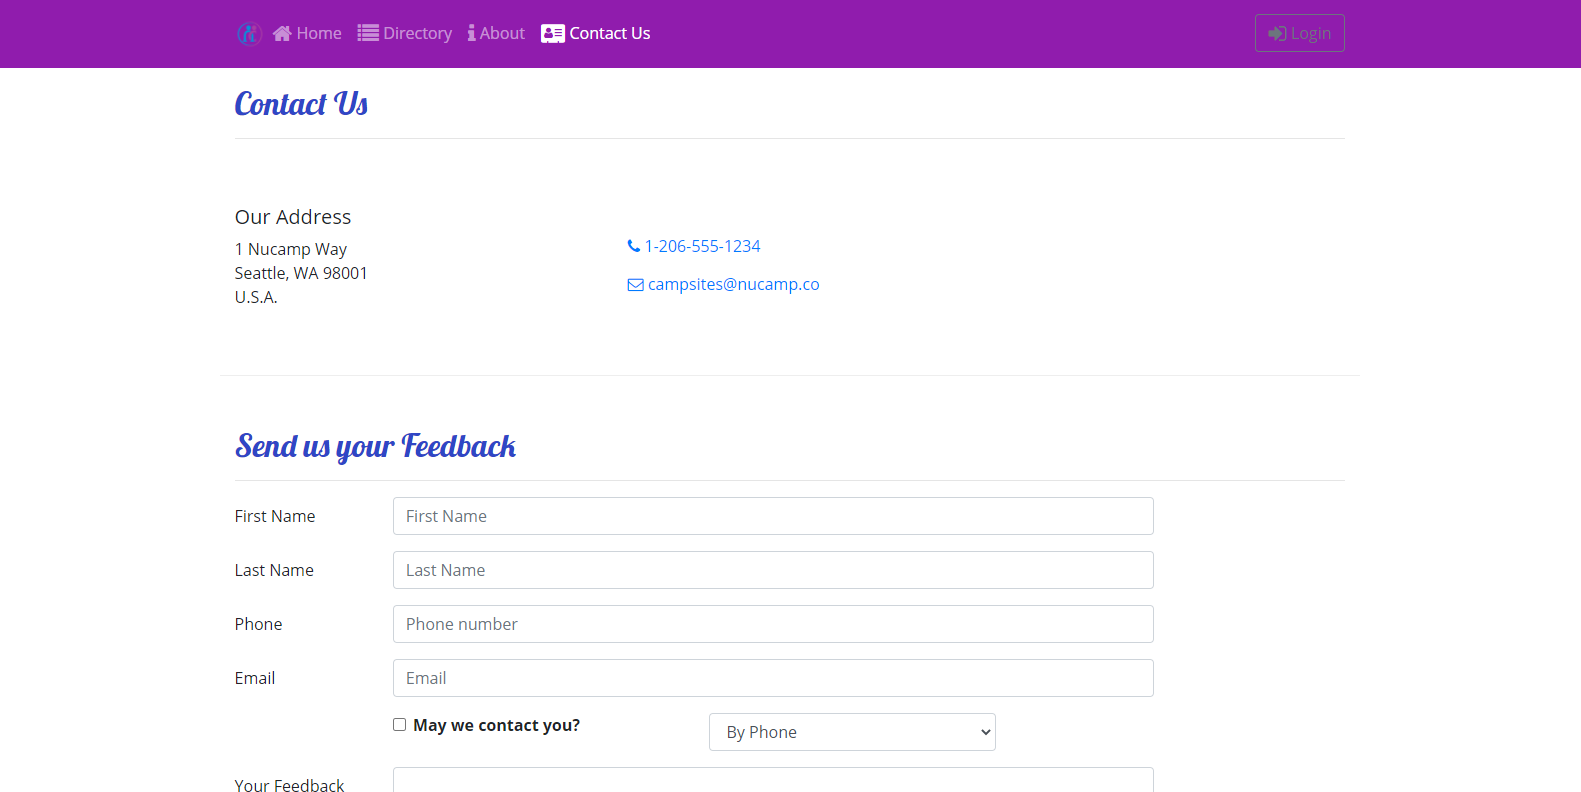 Home Directory About Contact Us Login
Contact Us
Our Address
1 Nucamp Way
Seattle, WA 98001
U.S.A.
1-206-555-1234
campsites@nucamp.co
Send us your Feedback
First Name First Name
Last Name Last Name
Phone Phone number
Email Email
May we contact you? By Phone
Your Feedback